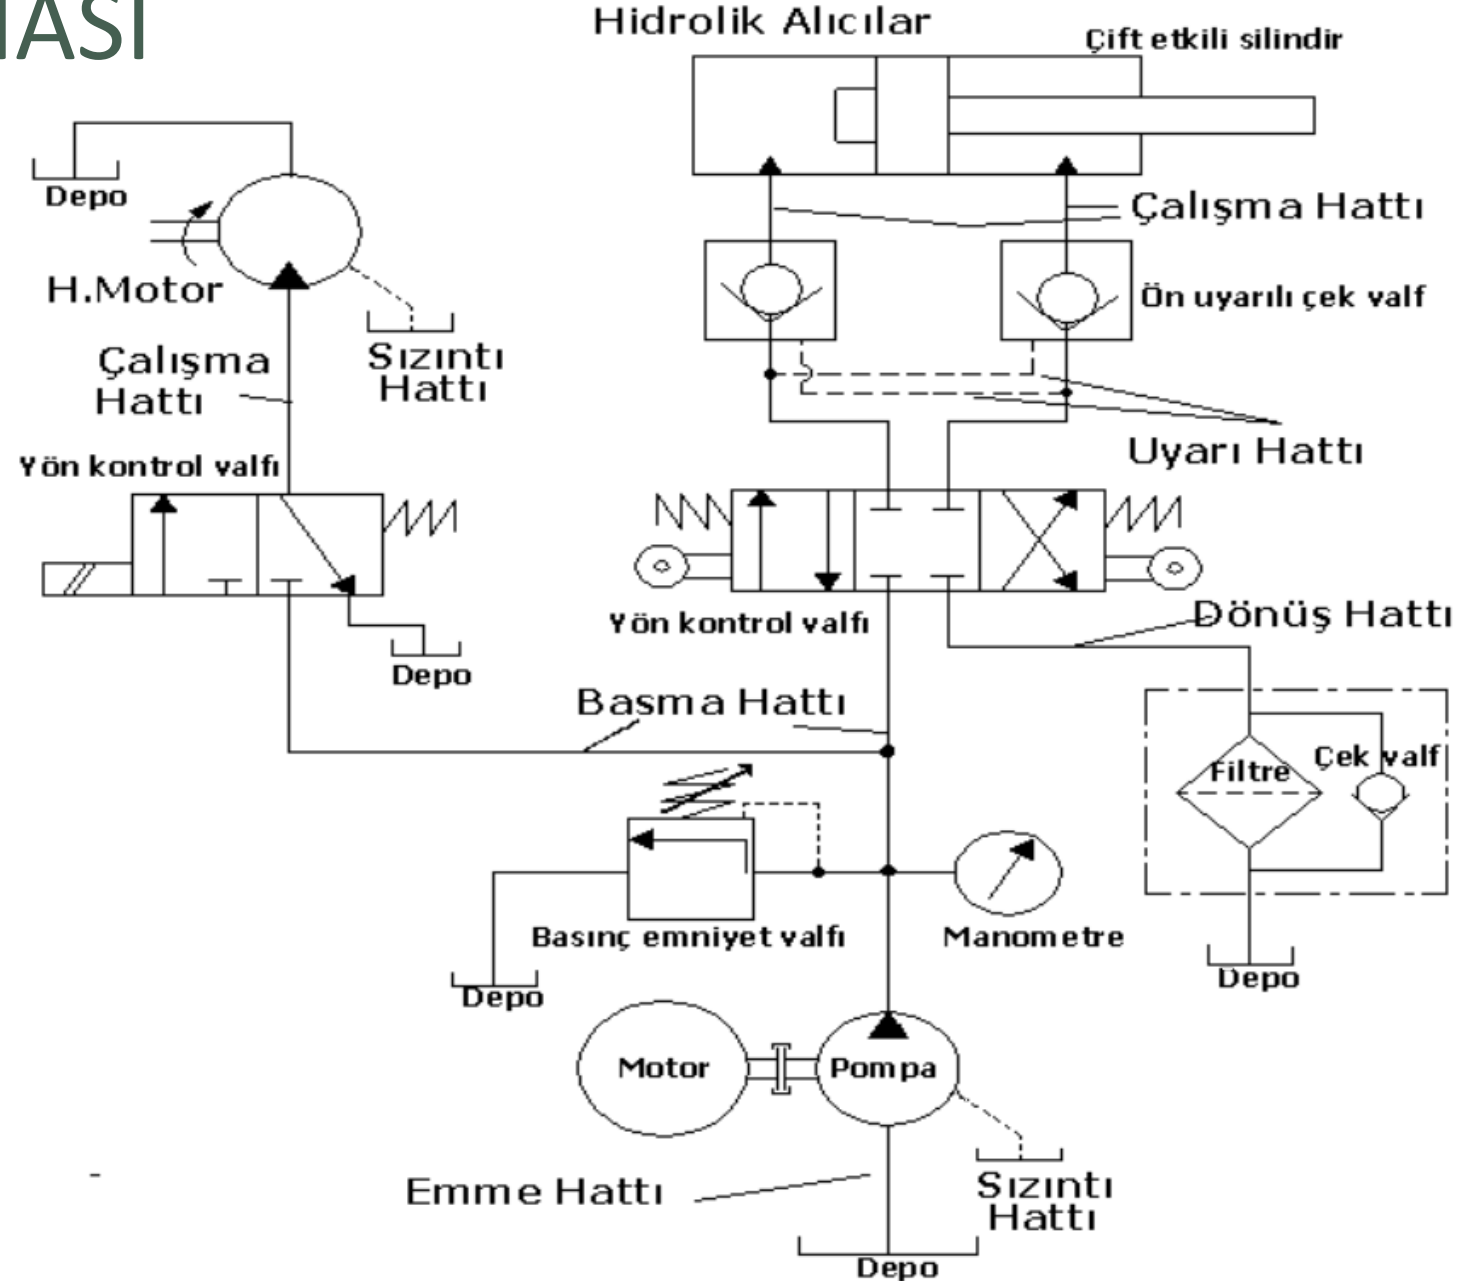 MASI
Hidrolik Alıcılar
Çift etkili silindir
Depo
H.Motor
Çalışma Hattı
Ön uyarılı çek valf
Çalışma
Hattı
Sızıntı
Hattı
Uyarı Hattı
Yön kontrol valfı
Yön kontrol valfı
Dönüş Hattı
Depo
Basma Hattı
Filtre
Çek valf
Basınç emniyet valfı
Manometre
Depo
Depo
Motor
Pompa
Emme Hattı
Sızıntı
Hattı
Depo